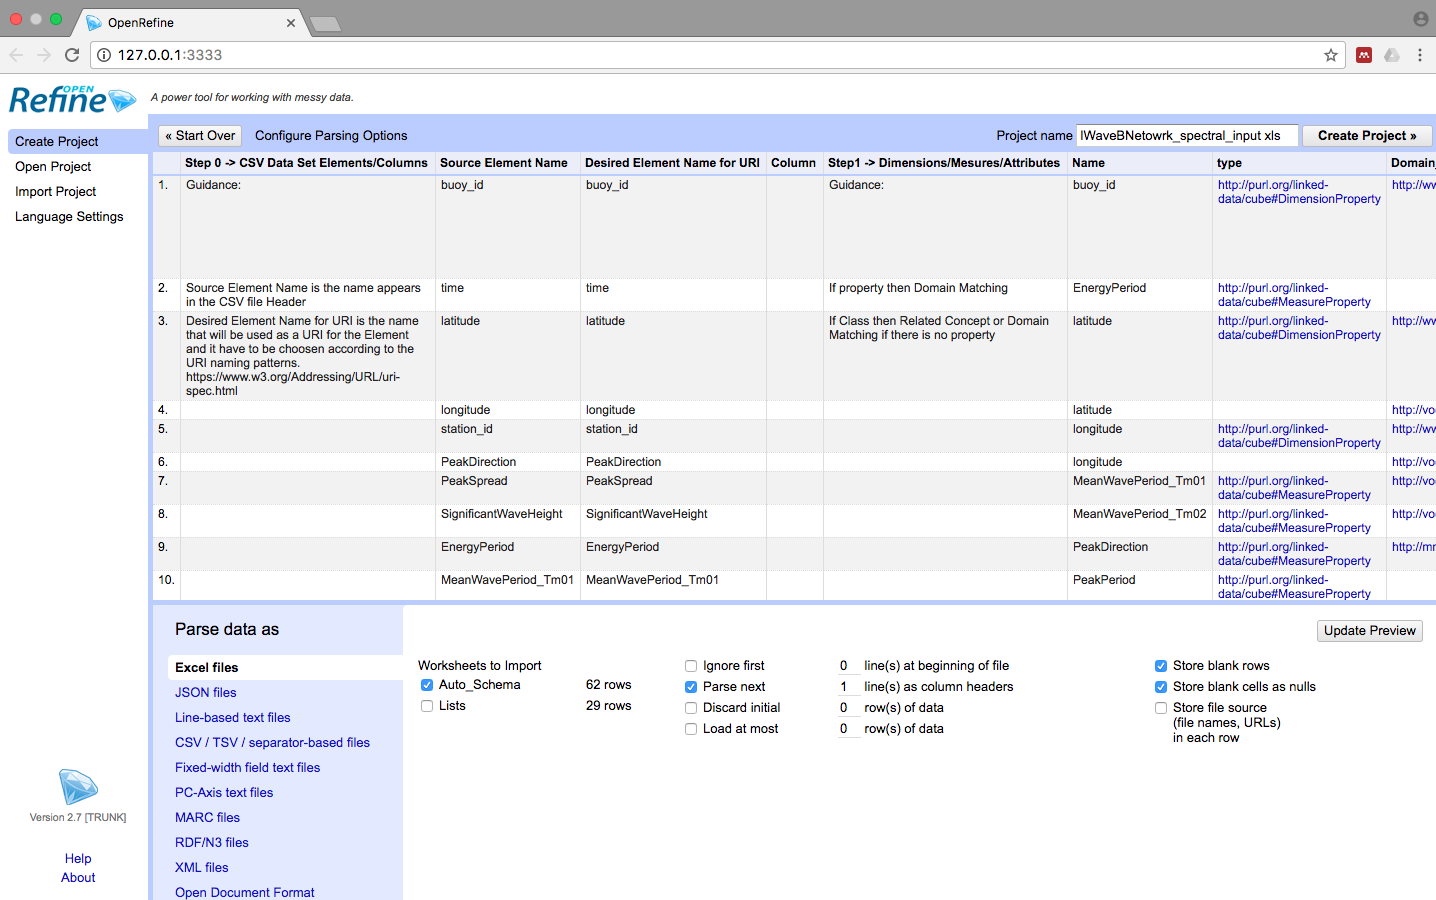 OpenRefine
127.0.0.1:3333
OPEN
Refine
A power tool for working with messy data.
Create Project
Open Project
Import Project
Language Settings
« Start Over
Configure Parsing Options
Project name
IWaveBNetowrk_spectral_input xls
Create Project »
Step 0 -> CSV Data Set Elements/Columns
Source Element Name
Desired Element Name for URI
Column
Step1 -> Dimensions/Mesures/Attributes
Name
type
Domain
1.
Guidance:
buoy_id
buoy_id
Guidance:
buoy_id
http://purl.org/linked-
data/cube#DimensionProperty
http://ww
2.
Source Element Name is the name appears
in the CSV file Header
time
time
If property then Domain Matching
EnergyPeriod
http://purl.org/linked-
data/cube#MeasureProperty
3.
Desired Element Name for URI is the name
that will be used as a URI for the Element
and it have to be choosen according to the
URI naming patterns.
https://www.w3.org/Addressing/URL/uri-
spec.html
latitude
latitude
If Class then Related Concept or Domain
Matching if there is no property
latitude
http://purl.org/linked-
data/cube#DimensionProperty
http://ww
4.
longitude
longitude
latitude
http://vo
5.
station_id
station_id
longitude
http://purl.org/linked-
data/cube#DimensionProperty
http://ww
6.
PeakDirection
PeakDirection
longitude
http://vo
7.
PeakSpread
PeakSpread
MeanWavePeriod_Tm01
http://purl.org/linked-
data/cube#MeasureProperty
http://vo
8.
SignificantWaveHeight
SignificantWaveHeight
MeanWavePeriod_Tm02
http://purl.org/linked-
data/cube#MeasureProperty
http://vo
9.
EnergyPeriod
EnergyPeriod
PeakDirection
http://purl.org/linked-
data/cube#MeasureProperty
http://mr
10.
MeanWavePeriod_Tm01
MeanWavePeriod_Tm01
PeakPeriod
http://purl.org/linked-
data/cube#MeasureProperty
Parse data as
Update Preview
Excel files
JSON files
Line-based text files
CSV / TSV / separator-based files
Fixed-width field text files
PC-Axis text files
MARC files
RDF/N3 files
XML files
Open Document Format
Worksheets to Import
Auto_Schema
62 rows
Lists
29 rows
Ignore first 0 line(s) at beginning of file
Parse next 1 line(s) as column headers
Discard initial 0 row(s) of data
Load at most 0 row(s) of data
Store blank rows
Store blank cells as nulls
Store file source
(file names, URLs)
in each row
Version 2.7 [TRUNK]
Help
About